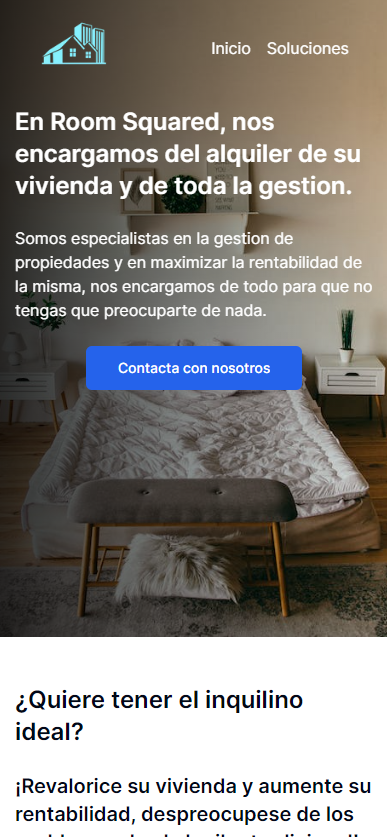 Inicio Soluciones
En Room Squared, nos
encargamos del alquiler de su
vivienda y de toda la gestion.
Somos especialistas en la gestion de
propiedades y en maximizar la rentabilidad de
la misma, nos encargamos de todo para que no
tengas que preocuparte de nada.
Contacta con nosotros
¿Quiere tener el inquilino
ideal?
¡Revalorice su vivienda y aumente su
rentabilidad, despreocupese de los